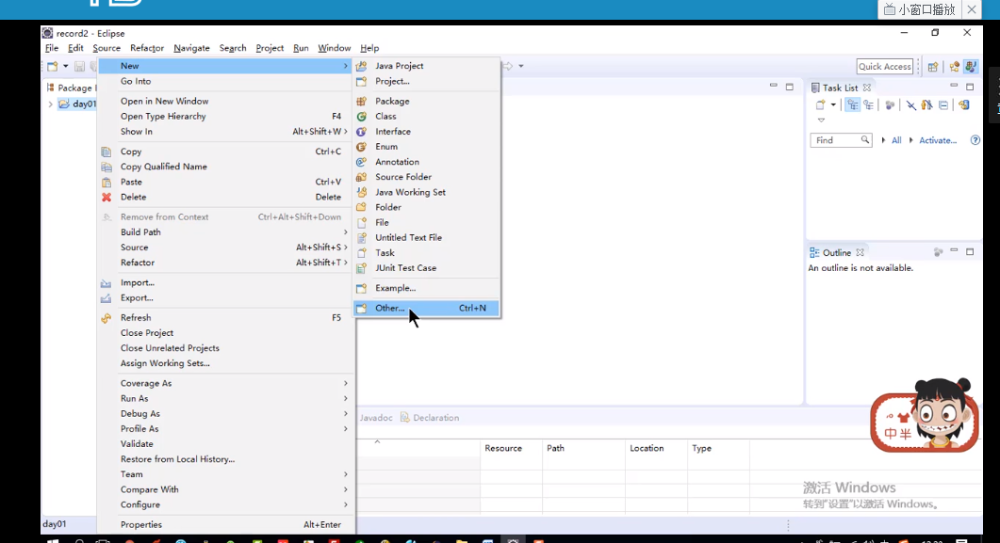 小窗口播放
record2 - Eclipse
File Edit Source Refactor Navigate Search Project Run Window Help
Quick Access
Package
day01
New
Go Into
Open in New Window
Open Type Hierarchy F4
Show In Alt+Shift+W
Copy Ctrl+C
Copy Qualified Name
Paste Ctrl+V
Delete Delete
Remove from Context Ctrl+Alt+Shift+Down
Build Path
Source Alt+Shift+S
Refactor Alt+Shift+T
Import...
Export...
Refresh F5
Close Project
Close Unrelated Projects
Assign Working Sets...
Coverage As
Run As
Debug As
Profile As
Validate
Restore from Local History...
Team
Compare With
Configure
Properties Alt+Enter
Java Project
Project...
Package
Class
Interface
Enum
Annotation
Source Folder
Java Working Set
Folder
File
Untitled Text File
Task
JUnit Test Case
Example...
Other... Ctrl+N
Task List
Find All Activate...
Outline
An outline is not available.
Javadoc Declaration
Resource Path Location Type
中半
激活 Windows
转到"设置"以激活 Windows。
day01